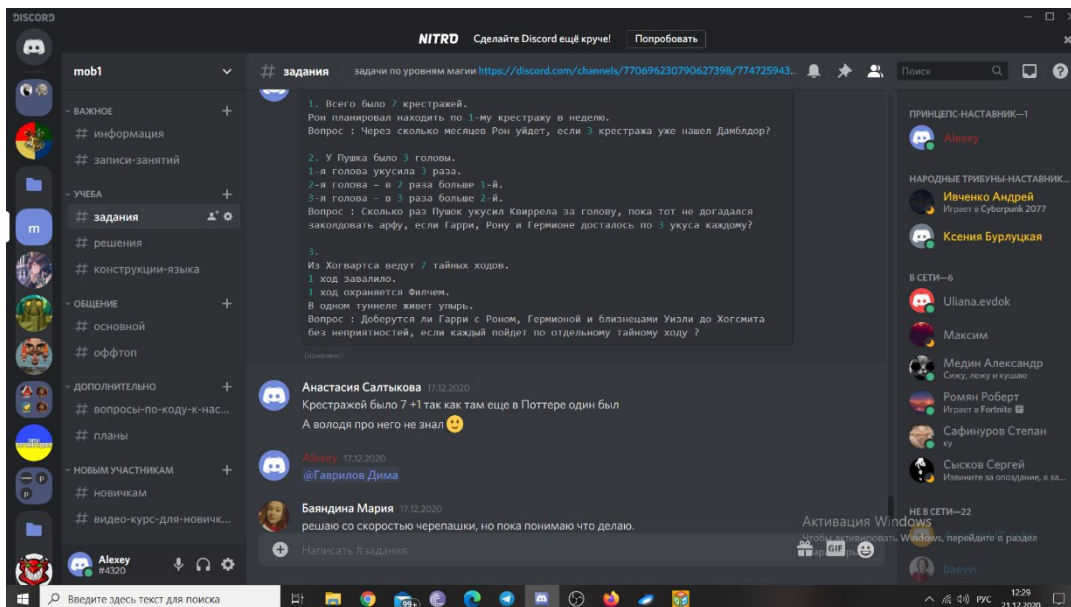 DISCORD
NITRO Сделайте Discord ещё круче! Попробовать
mob1
ВАЖНОЕ
информация
записи-занятий
УЧЕБА
задания
решения
конструкции-языка
ОБЩЕНИЕ
основной
оффтоп
ДОПОЛНИТЕЛЬНО
вопросы-по-коду-к-нас...
планы
НОВЫМ УЧАСТНИКАМ
новичкам
видео-курс-для-новичк...
Alexey
#4320
задания задачи по уровням магии https://discord.com/channels/770696230790627398/774725943... Поиск
1. Всего было 7 крестражей.
Рон планировал находить по 1-му крестражу в неделю.
Вопрос : Через сколько месяцев Рон уйдет, если 3 крестража уже нашел Дамблдор?
2. У Пушка было 3 головы.
1-я голова укусила 3 раза.
2-я голова – в 2 раза больше 1-й.
3-я голова – в 3 раза больше 2-й.
Вопрос : Сколько раз Пушок укусил Квиррела за голову, пока тот не догадался
заколдовать арфу, если Гарри, Рону и Гермионе досталось по 3 укуса каждому?
3.
Из Хогвартса ведут 7 тайных ходов.
1 ход завалило.
1 ход охраняется Филчем.
В одном туннеле живет упырь.
Вопрос : Доберутся ли Гарри с Роном, Гермионой и близнецами Уизли до Хогсмита
без неприятностей, если каждый пойдет по отдельному тайному ходу ?
(изменено)
Анастасия Салтыкова 17.12.2020
Крестражей было 7 +1 так как там еще в Поттере один был
А володя про него не знал
Alexey 17.12.2020
@Гаврилов Дима
Баяндина Мария 17.12.2020
решаю со скоростью черепашки, но пока понимаю что делаю.
Написать #задания
GIF
ПРИНЦЕПС-НАСТАВНИК—1
Alexey
НАРОДНЫЕ ТРИБУНЫ-НАСТАВНИК...
Ивченко Андрей
Играет в Cyberpunk 2077
Ксения Бурлуцкая
В СЕТИ—6
Uliana.evdok
Максим
Медин Александр
Сижу, лежу и кушаю
Ромян Роберт
Играет в Fortnite
Сафинуров Степан
ку
Сысков Сергей
Извините за опоздание, я за...
НЕ В СЕТИ—22
baevvi
Активация Windows
Чтобы активировать Windows, перейдите в раздел
Введите здесь текст для поиска
99+
РУС
12:29
21.12.2020